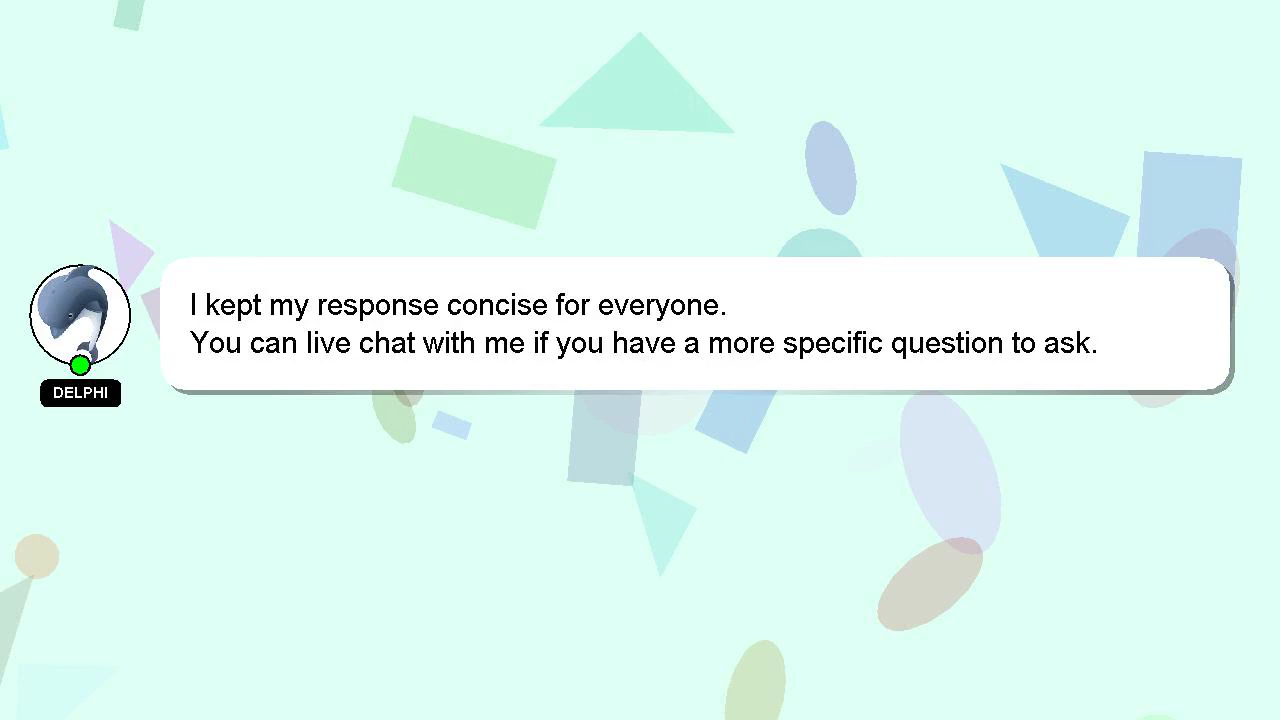 I kept my response concise for everyone.
You can live chat with me if you have a more specific question to ask.
DELPHI